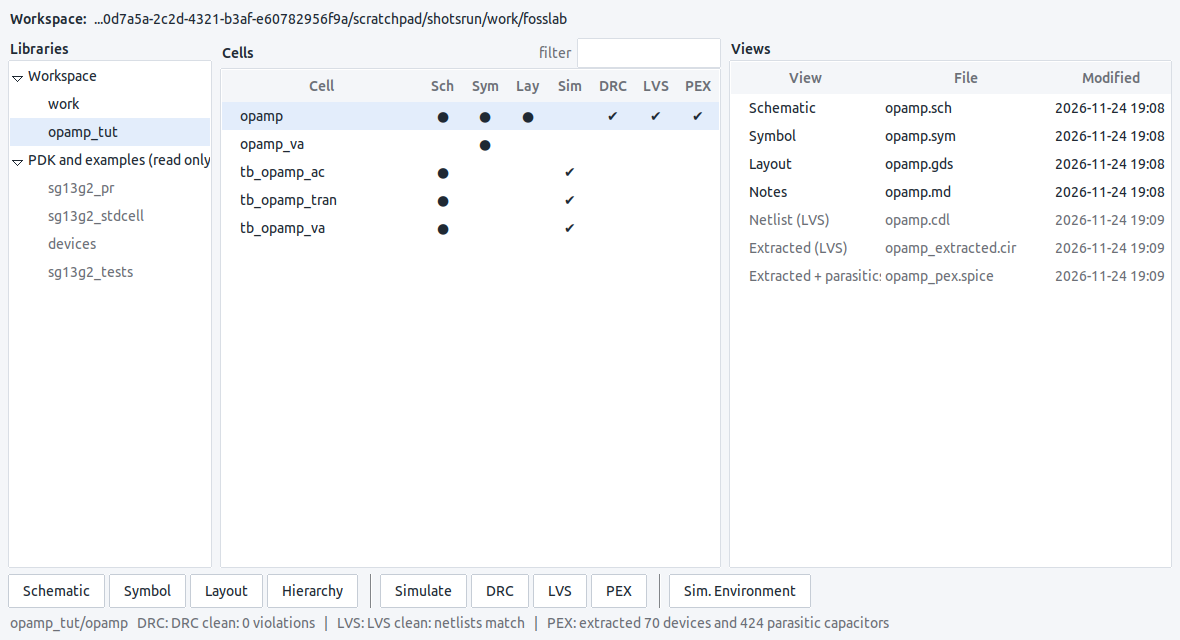 Workspace: ...0d7a5a-2c2d-4321-b3af-e60782956f9a/scratchpad/shotsrun/work/fosslab
Libraries
Workspace
work
opamp_tut
PDK and examples (read only
sg13g2_pr
sg13g2_stdcell
devices
sg13g2_tests
Cells filter
Cell Sch Sym Lay Sim DRC LVS PEX
opamp ● ● ● ✔ ✔ ✔
opamp_va ●
tb_opamp_ac ● ✔
tb_opamp_tran ● ✔
tb_opamp_va ● ✔
Views
View File Modified
Schematic opamp.sch 2026-11-24 19:08
Symbol opamp.sym 2026-11-24 19:08
Layout opamp.gds 2026-11-24 19:08
Notes opamp.md 2026-11-24 19:08
Netlist (LVS) opamp.cdl 2026-11-24 19:09
Extracted (LVS) opamp_extracted.cir 2026-11-24 19:09
Extracted + parasitics opamp_pex.spice 2026-11-24 19:09
Schematic Symbol Layout Hierarchy | Simulate DRC LVS PEX | Sim. Environment
opamp_tut/opamp DRC: DRC clean: 0 violations | LVS: LVS clean: netlists match | PEX: extracted 70 devices and 424 parasitic capacitors